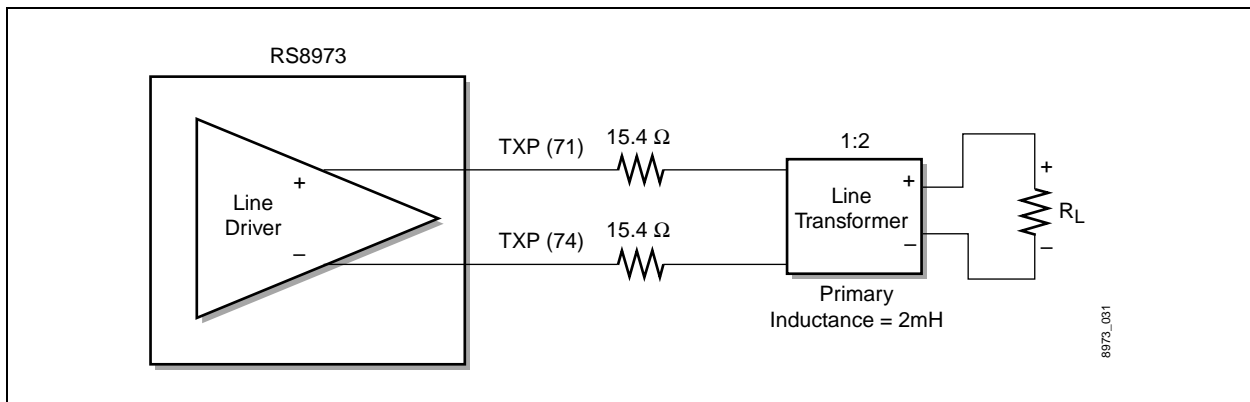 RS8973
Line
Driver
+
–
TXP (71)
15.4 Ω
TXP (74)
15.4 Ω
1:2
Line
Transformer
+
–
Primary
Inductance = 2mH
+
RL
–
8973_031